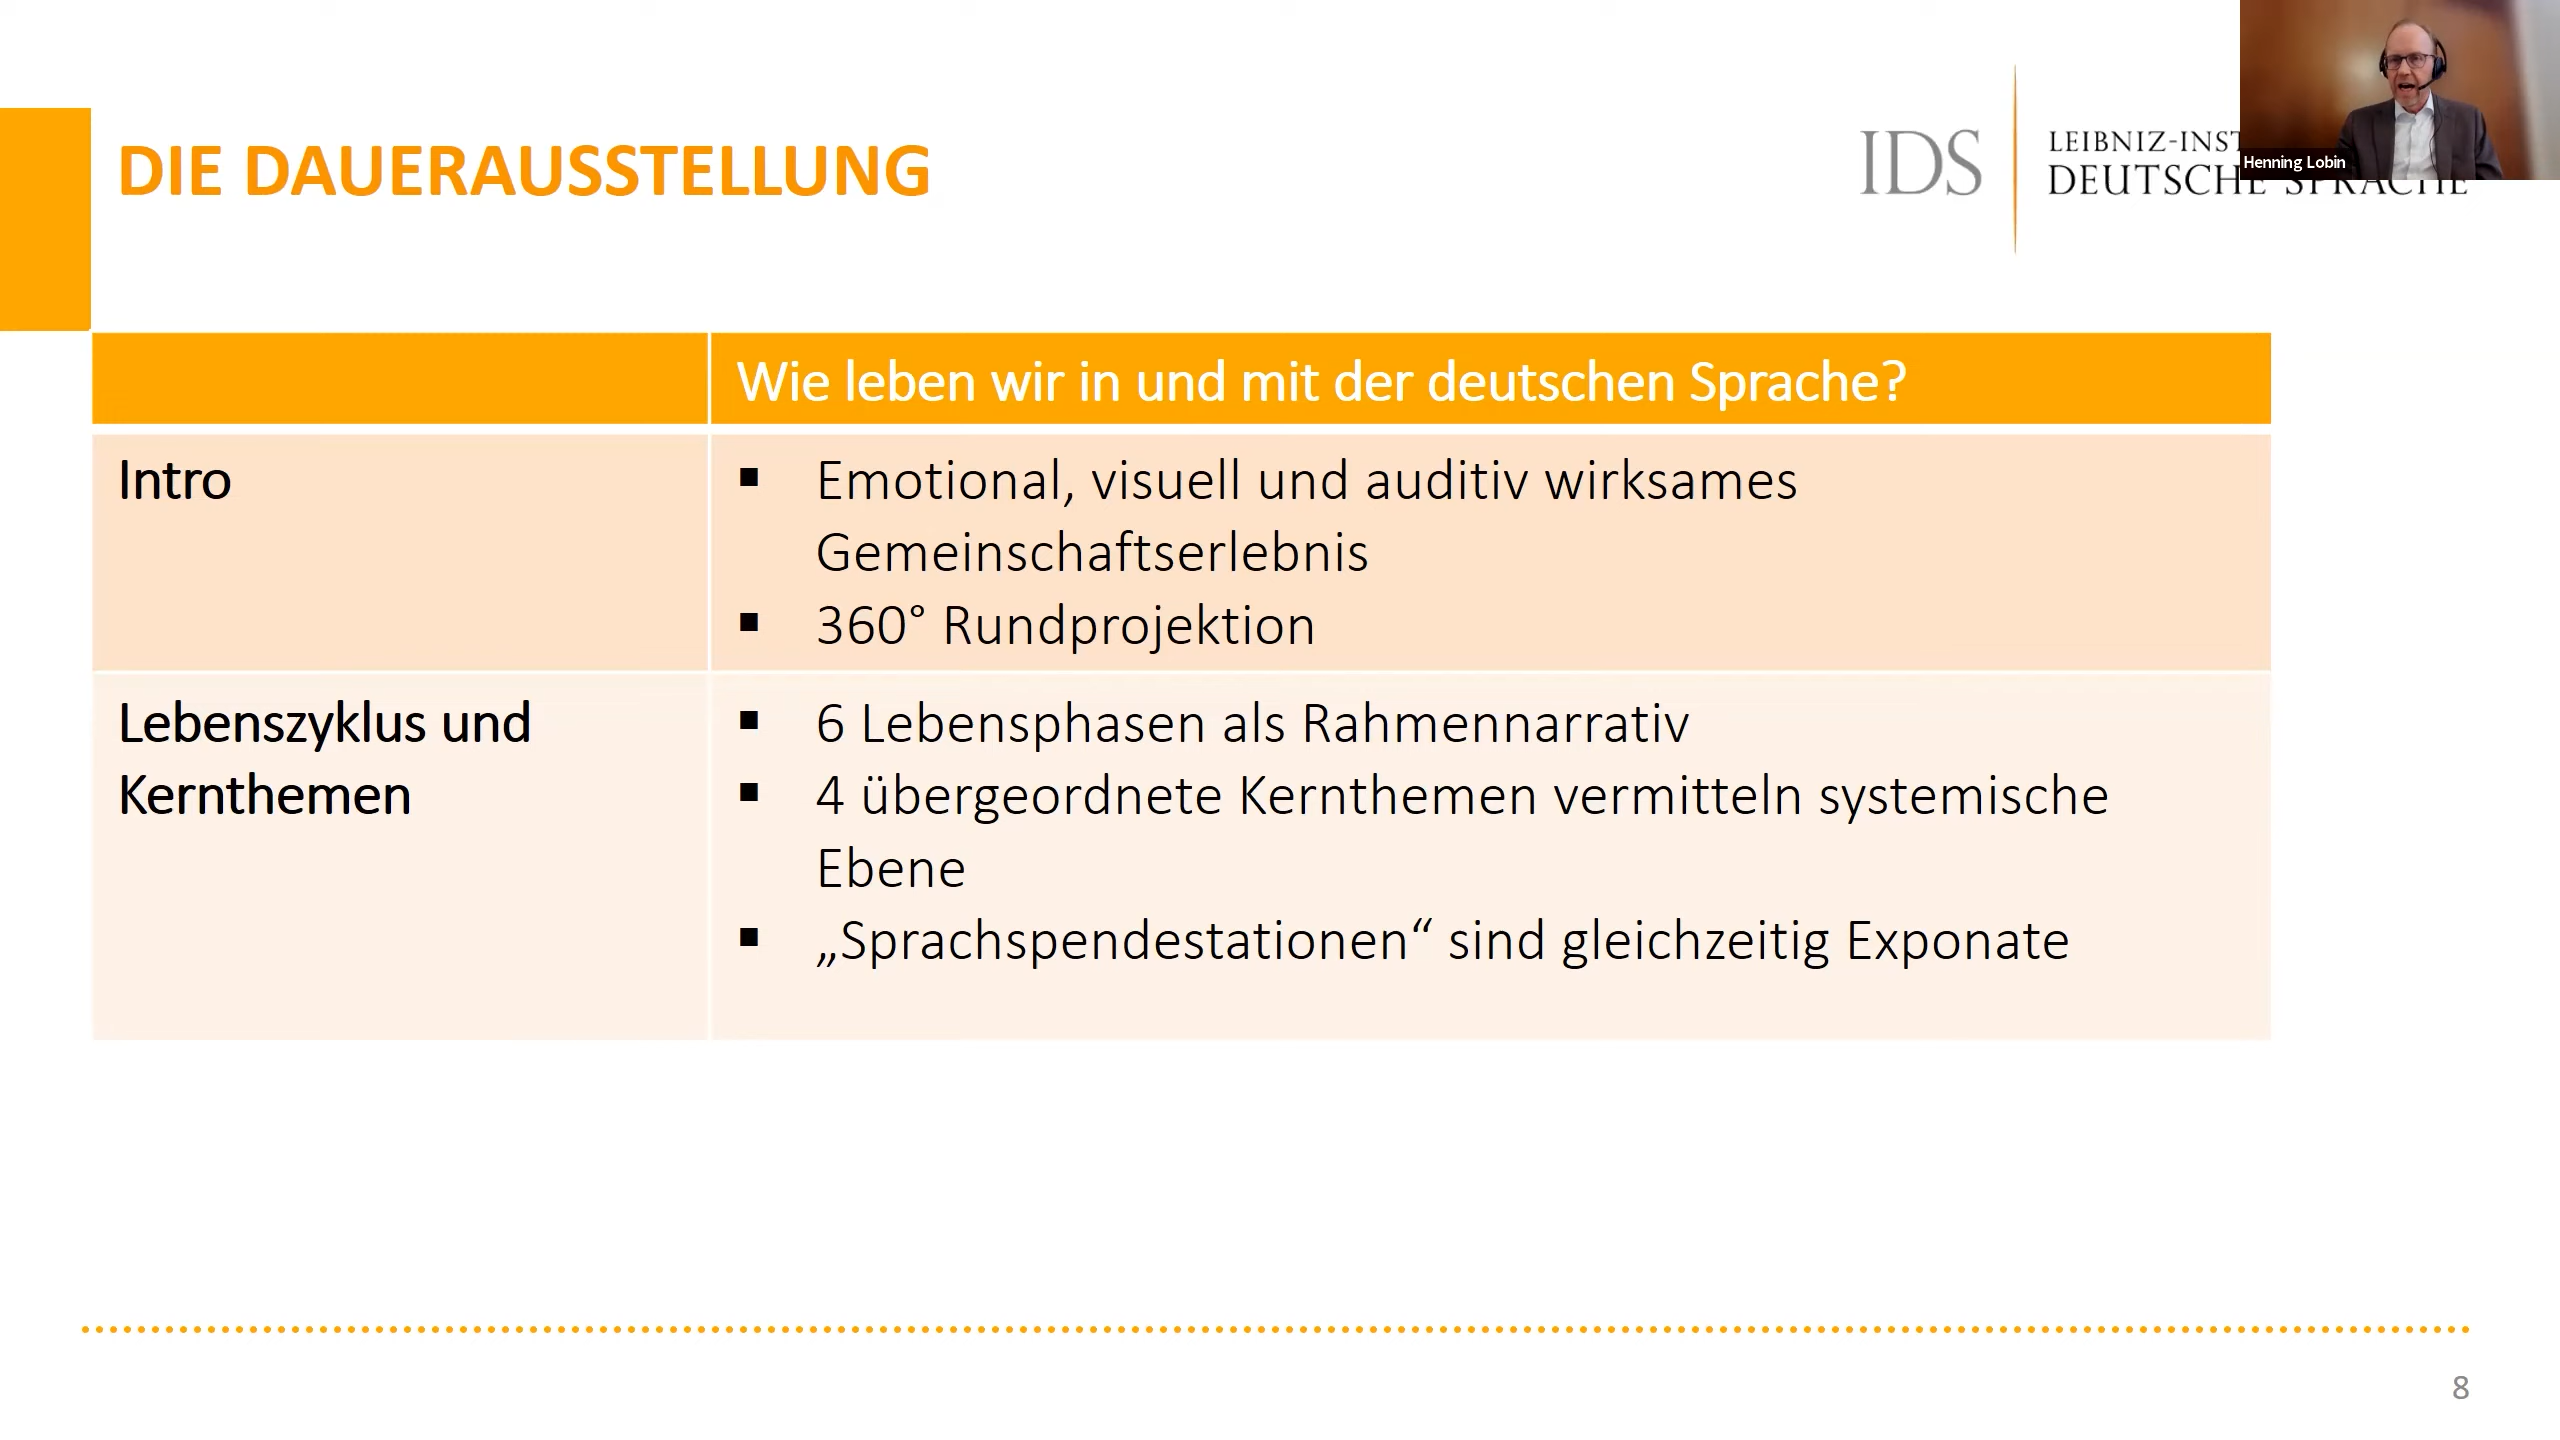 DIE DAUERAUSSTELLUNG
IDS
LEIBNIZ-INST
DEUTSCHE SPRACHE
Henning Lobin
Wie leben wir in und mit der deutschen Sprache?
Intro
▪ Emotional, visuell und auditiv wirksames
Gemeinschaftserlebnis
▪ 360° Rundprojektion
Lebenszyklus und
Kernthemen
▪ 6 Lebensphasen als Rahmennarrativ
▪ 4 übergeordnete Kernthemen vermitteln systemische
Ebene
▪ „Sprachspendestationen“ sind gleichzeitig Exponate
8